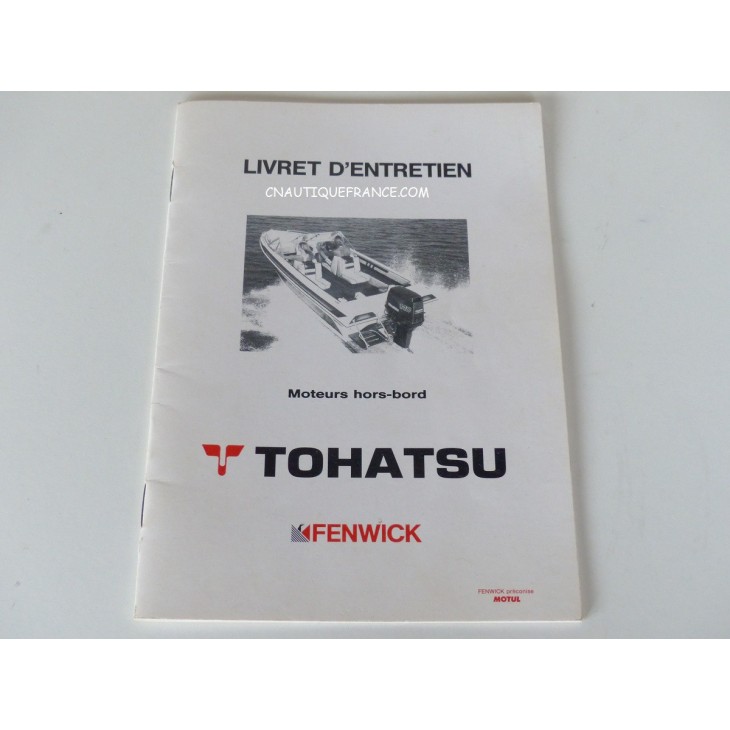 LIVRET D'ENTRETIEN
CNAUTIQUEFRANCE.COM
Moteurs hors-bord
TOHATSU
FENWICK
FENWICK préconise
MOTUL